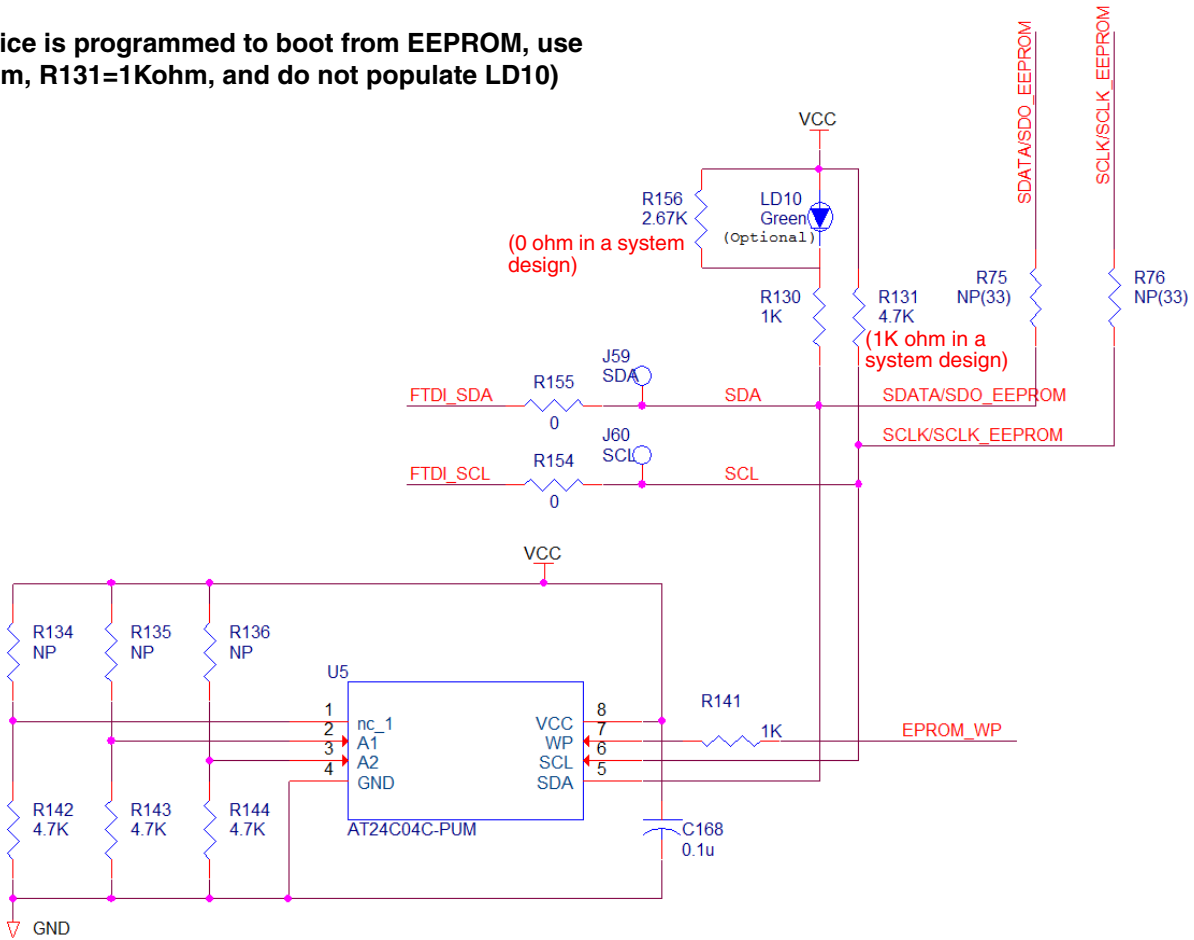 ice is programmed to boot from EEPROM, use
m, R131=1Kohm, and do not populate LD10)
SDATA/SDO_EEPROM
SCLK/SCLK_EEPROM
VCC
R156
2.67K
(0 ohm in a system
design)
LD10
Green
(Optional)
R130
1K
R131
4.7K
(1K ohm in a
system design)
R75
NP(33)
R76
NP(33)
J59
SDA
FTDI_SDA
R155
0
SDA
SDATA/SDO_EEPROM
J60
SCL
SCLK/SCLK_EEPROM
FTDI_SCL
R154
0
SCL
VCC
R134
NP
R135
NP
R136
NP
U5
1
2
3
4
nc_1
A1
A2
GND
VCC
WP
SCL
SDA
8
7
6
5
R141
1K
EPROM_WP
R142
4.7K
R143
4.7K
R144
4.7K
AT24C04C-PUM
C168
0.1u
GND